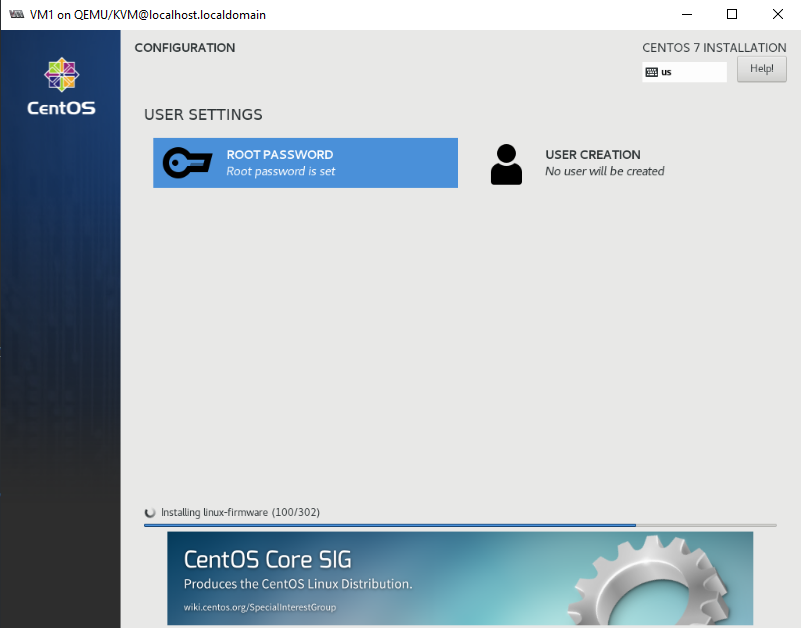 VM1 on QEMU/KVM@localhost.localdomain
CentOS
CONFIGURATION
CENTOS 7 INSTALLATION
us
Help!
USER SETTINGS
ROOT PASSWORD
Root password is set
USER CREATION
No user will be created
Installing linux-firmware (100/302)
CentOS Core SIG
Produces the CentOS Linux Distribution.
wiki.centos.org/SpecialInterestGroup